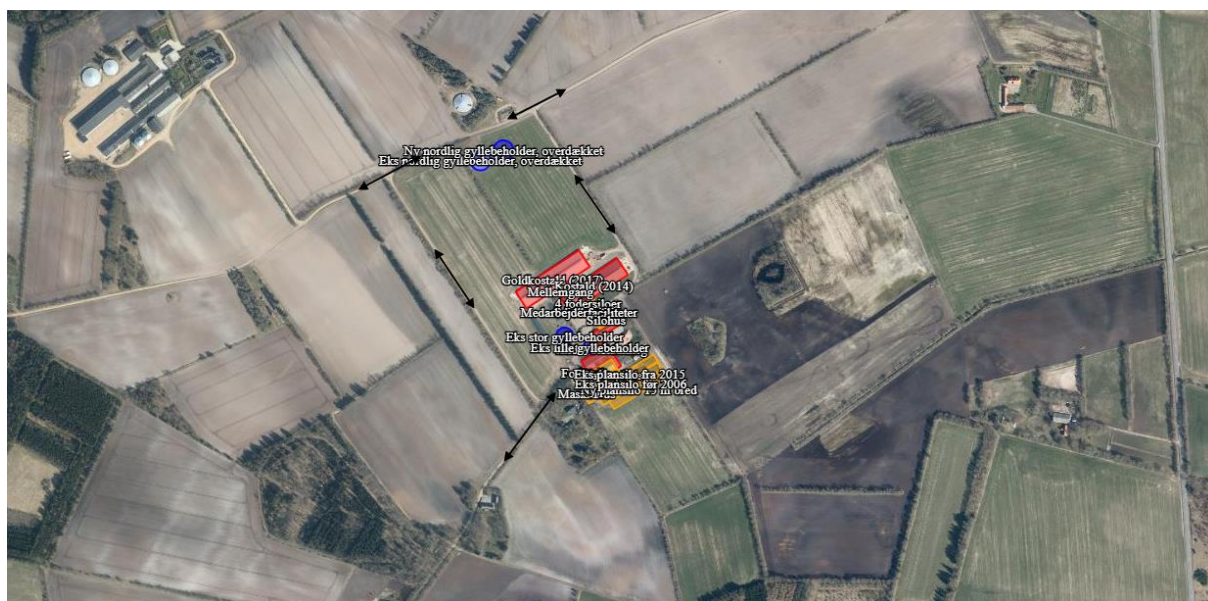 Ny nordlig gyllebeholder, overdækket
Eks nordlig gyllebeholder, overdækket
Goldkostald (2017)
Kostald (2014)
Mellemgang
4 fodersiloer
Medarbejderfaciliteter
Silohus
Eks stor gyllebeholder
Eks lille gyllebeholder
Eks plansilo fra 2015
Eks plansilo før 2006